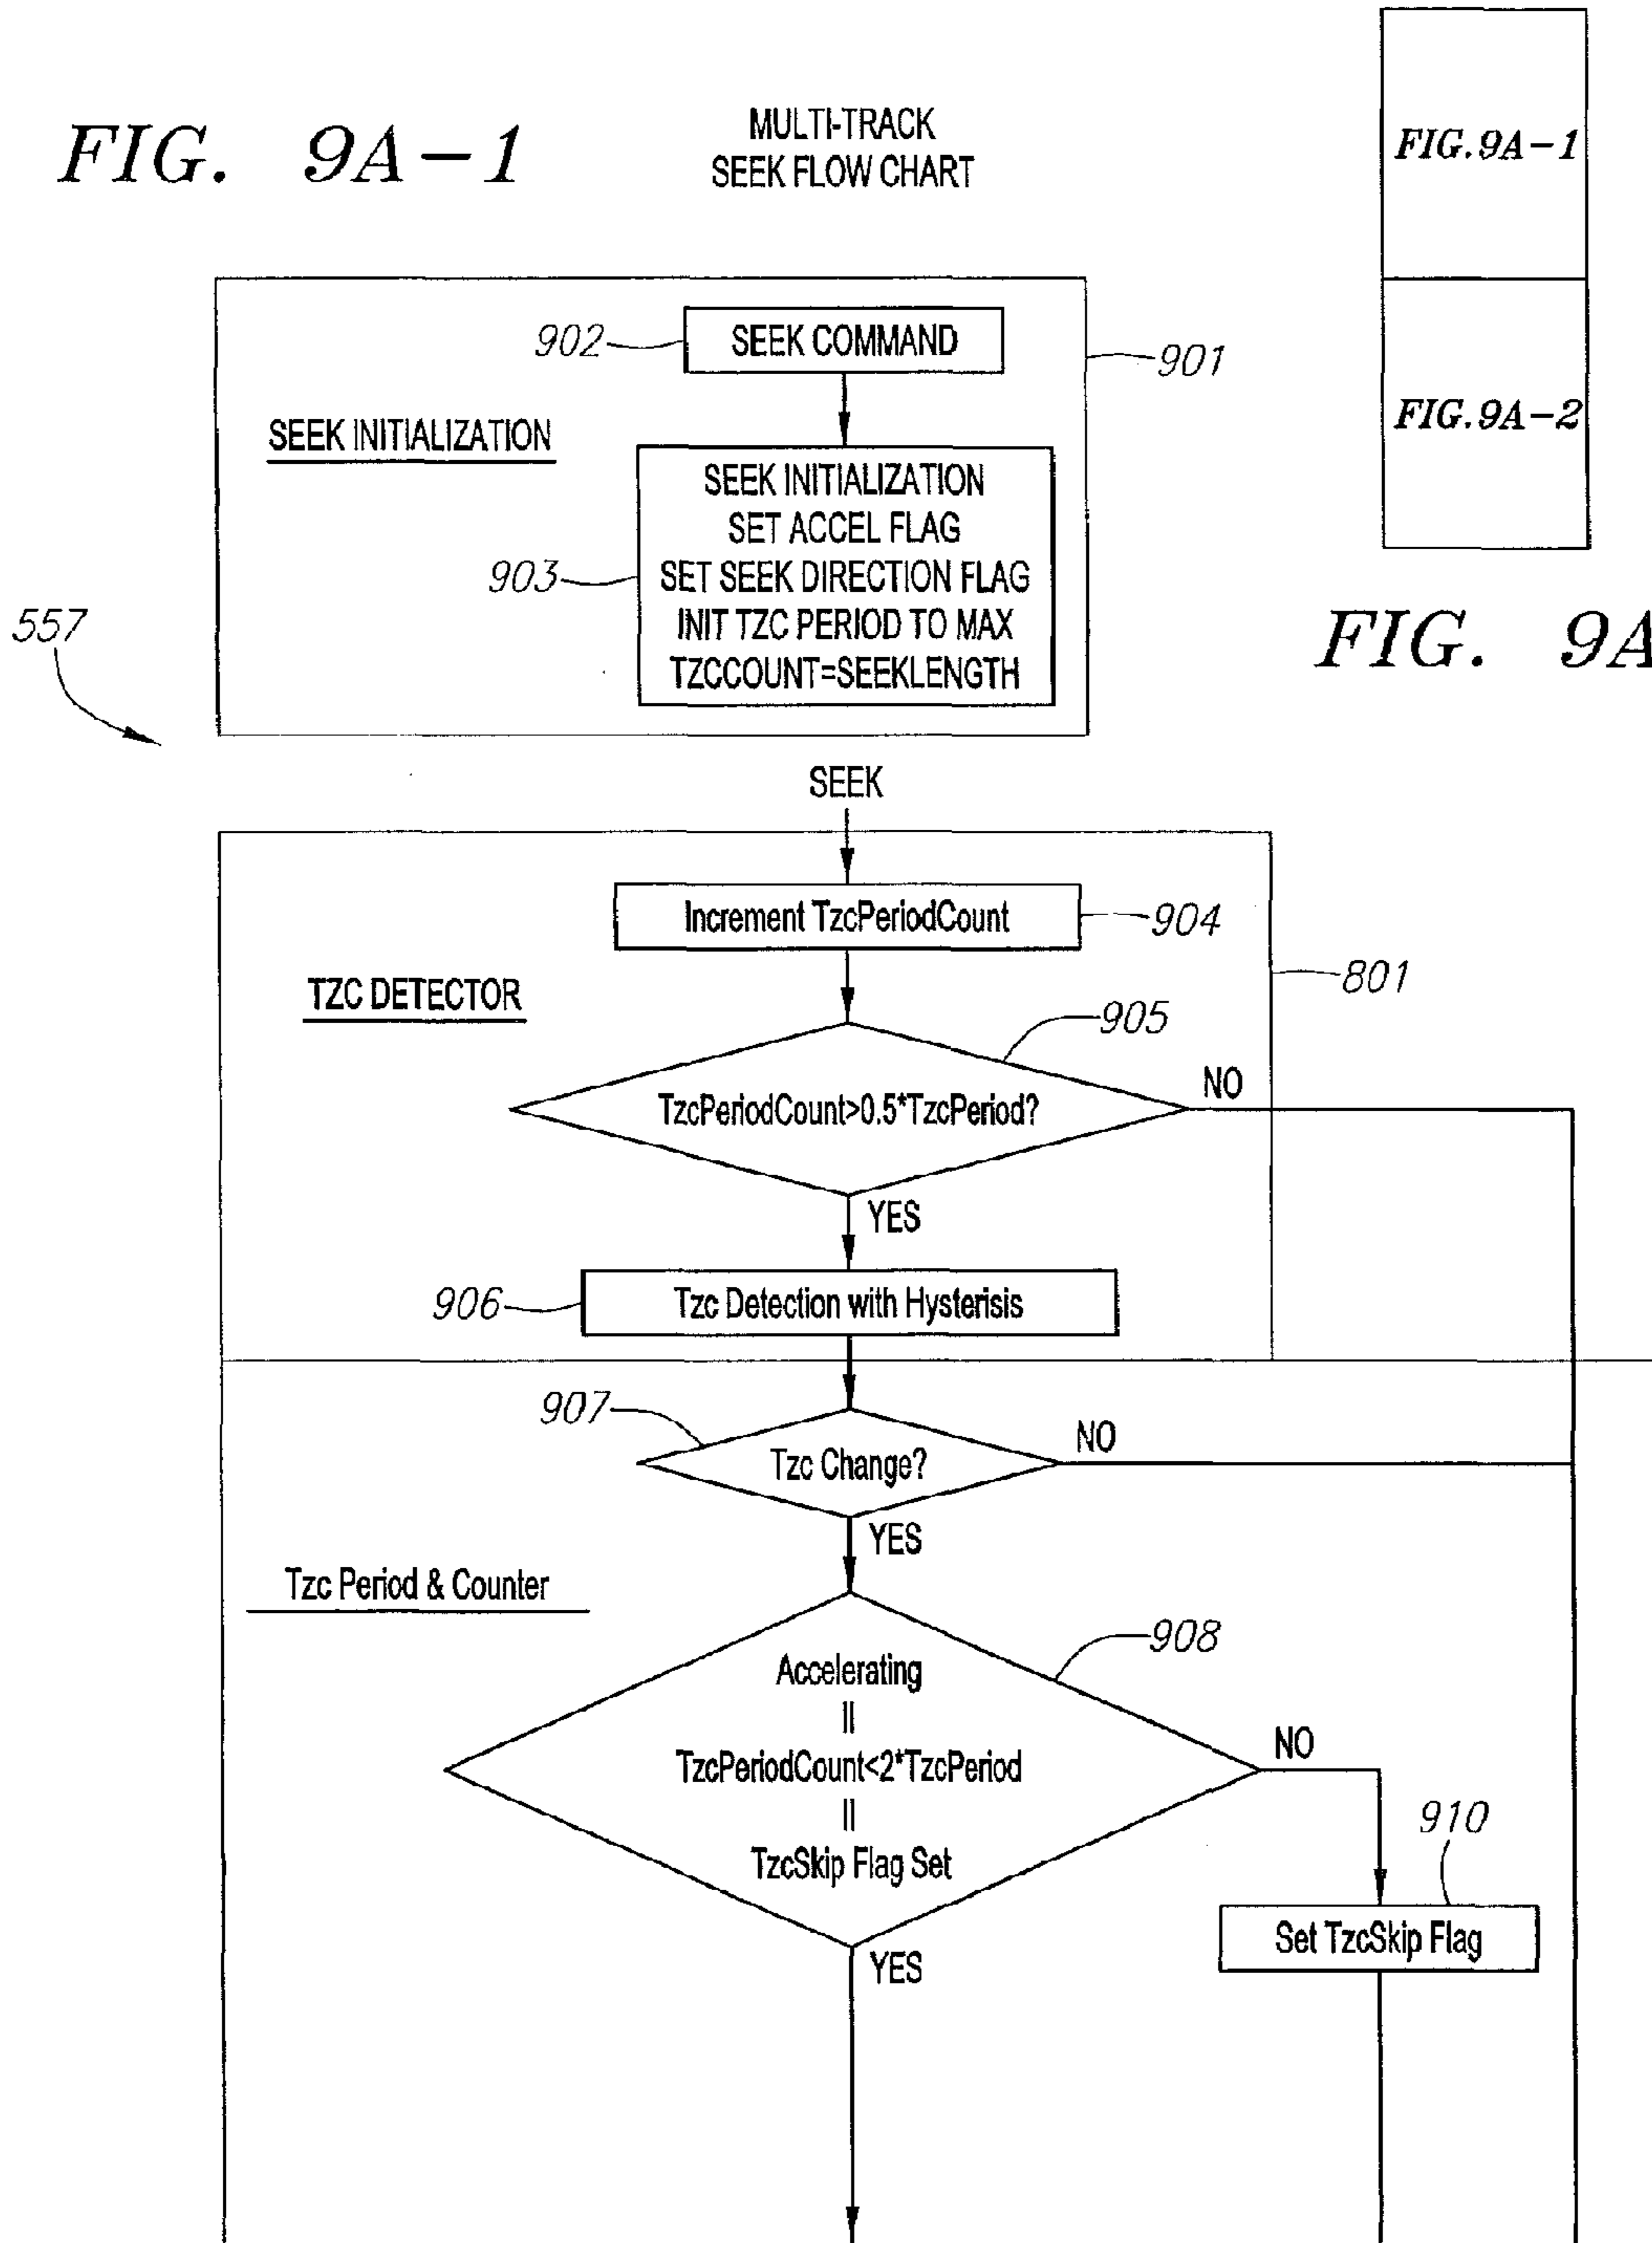 FIG. 9A-1
MULTI-TRACK
SEEK FLOW CHART
FIG. 9A-1
FIG. 9A-2
FIG. 9A
902
SEEK COMMAND
901
SEEK INITIALIZATION
903
SEEK INITIALIZATION
SET ACCEL FLAG
SET SEEK DIRECTION FLAG
INIT TZC PERIOD TO MAX
TZCCOUNT=SEEKLENGTH
557
SEEK
Increment TzcPeriodCount
904
TZC DETECTOR
801
905
TzcPeriodCount>0.5*TzcPeriod?
NO
YES
906
Tzc Detection with Hysterisis
907
Tzc Change?
NO
YES
Tzc Period & Counter
908
Accelerating
||
TzcPeriodCount<2*TzcPeriod
||
TzcSkip Flag Set
NO
910
Set TzcSkip Flag
YES